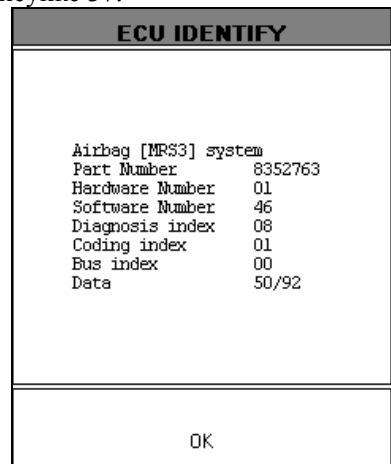 ECU IDENTIFY
Airbag [MRS3] system
Part Number 8352763
Hardware Number 01
Software Number 46
Diagnosis index 08
Coding index 01
Bus index 00
Data 50/92
OK